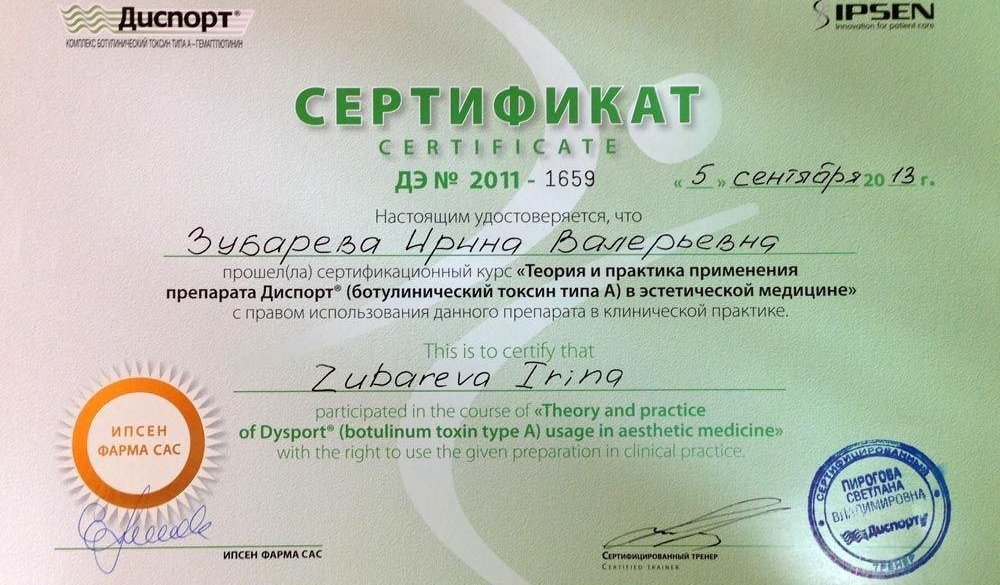 Диспорт®
КОМПЛЕКС БОТУЛИНИЧЕСКИЙ ТОКСИН ТИПА А – ГЕМАГГЛЮТИНИН
IPSEN
Innovation for patient care
СЕРТИФИКАТ
CERTIFICATE
ДЭ № 2011 - 1659 « 5 » сентября 20 13 г.
Настоящим удостоверяется, что
Зубарева Ирина Валерьевна
прошел(ла) сертификационный курс «Теория и практика применения
препарата Диспорт® (ботулинический токсин типа А) в эстетической медицине»
с правом использования данного препарата в клинической практике.
This is to certify that
Zubareva Irina
participated in the course of «Theory and practice
of Dysport® (botulinum toxin type A) usage in aesthetic medicine»
with the right to use the given preparation in clinical practice.
ИПСЕН
ФАРМА САС
ИПСЕН ФАРМА САС
Сертифицированный тренер
Certified trainer
СЕРТИФИЦИРОВАННЫЙ
ПИРОГОВА
СВЕТЛАНА
ВЛАДИМИРОВНА
Диспорт
ТРЕНЕР